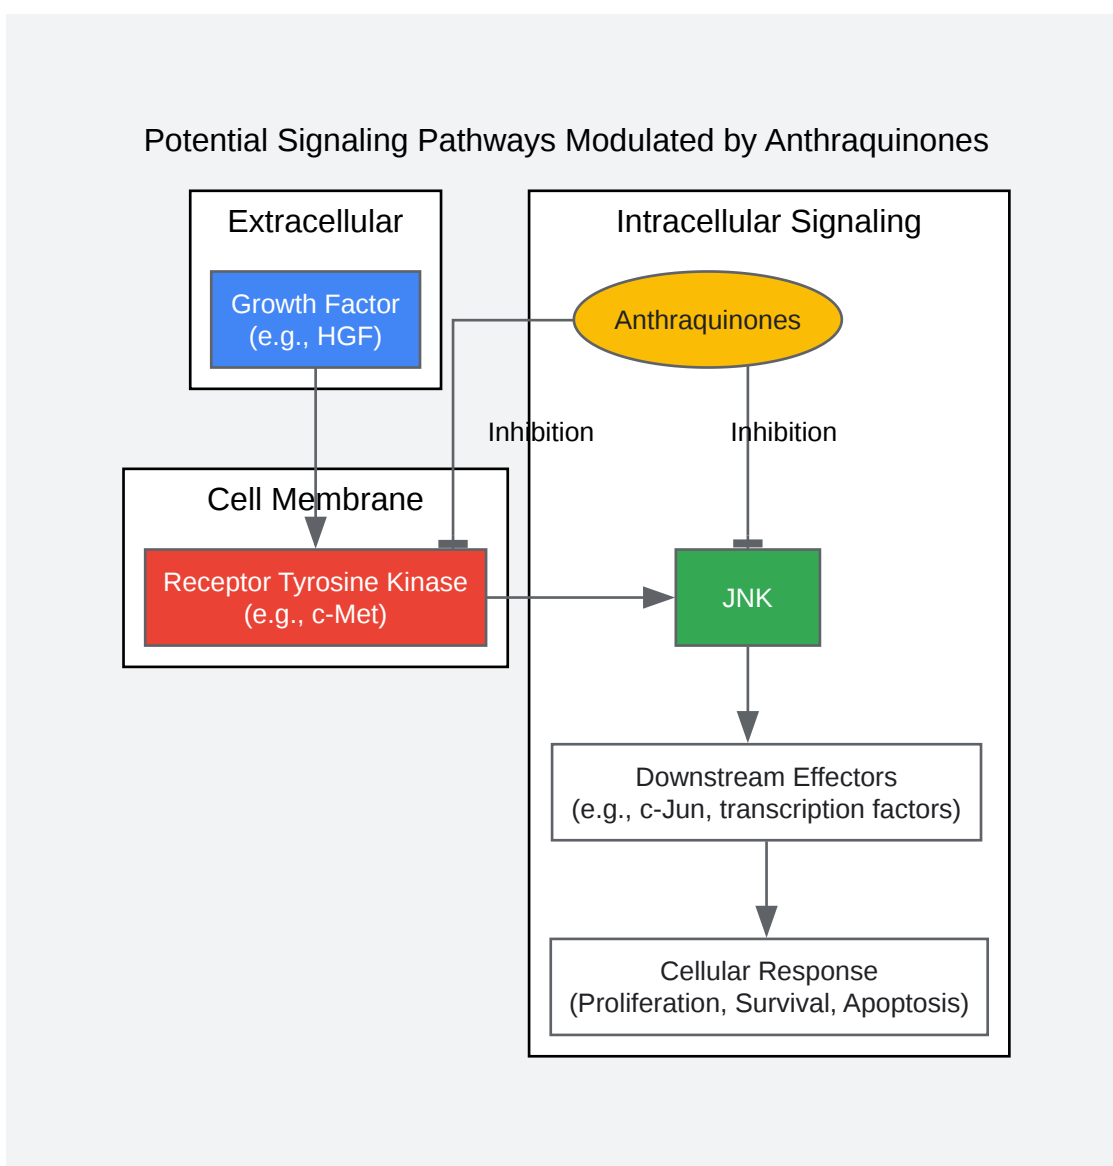 Potential Signaling Pathways Modulated by Anthraquinones
Extracellular
Growth Factor
(e.g., HGF)
Intracellular Signaling
Anthraquinones
Inhibition
Inhibition
Cell Membrane
Receptor Tyrosine Kinase
(e.g., c-Met)
JNK
Downstream Effectors
(e.g., c-Jun, transcription factors)
Cellular Response
(Proliferation, Survival, Apoptosis)